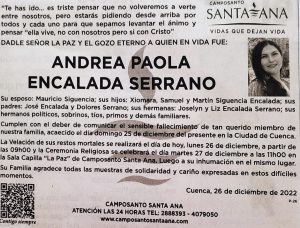 "Te has ido.. es triste pensar que no volveremos a verte
entre nosotros, pero estarás pidiendo desde arriba por
todos y cada uno para que sepamos levantar el ánimo y
pensar "ella vive, no con nosotros pero si con Cristo"
DADLE SEÑOR LA PAZ Y EL GOZO ETERNO A QUIEN EN VIDA FUE:
CAMPOSANTO
SANTA ANA
VIDAS QUE DEJAN VIDA
ANDREA PAOLA
ENCALADA SERRANO
Su esposo: Mauricio Siguencia; sus hijos: Xiomara, Samuel y Martín Siguencia Encalada; sus
padres: José Encalada y Dolores Serrano; sus hermanas: Joselyn y Liz Encalada Serrano; sus
hermanos políticos, sobrinos, tíos, primos y demás familiares.
Cumplen con el deber de comunicar el sensible fallecimiento de tan querido miembro de
nuestra familia, acaecido el día domingo 25 de diciembre del presente en la Ciudad de Cuenca.
La Velación de sus restos mortales se realizará el día de hoy, lunes 26 de diciembre, a partir de
las 09h00 y la Ceremonia Religiosa se celebrará el día martes 27 de diciembre a las 11h00 en
la Sala Capilla "La Paz" de Camposanto Santa Ana. Luego a su inhumación en el mismo lugar.
Su Familia agradece todas las muestras de solidaridad y cariño expresadas en estos difíciles
momentos.
Cuenca, 26 de diciembre de 2022
P-26
Contigo siempre
CAMPOSANTO SANTA ANA
ATENCIÓN LAS 24 HORAS TEL: 2888393 - 4079050
www.camposantosantaana.com